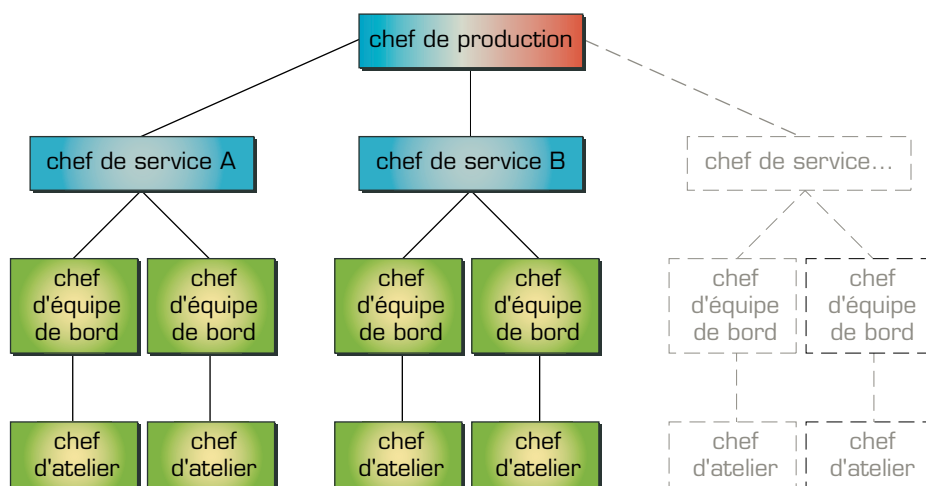 chef de production
chef de service A
chef de service B
chef de service...
chef
d'équipe
de bord
chef
d'équipe
de bord
chef
d'équipe
de bord
chef
d'équipe
de bord
chef
d'équipe
de bord
chef
d'équipe
de bord
chef
d'atelier
chef
d'atelier
chef
d'atelier
chef
d'atelier
chef
d'atelier
chef
d'atelier